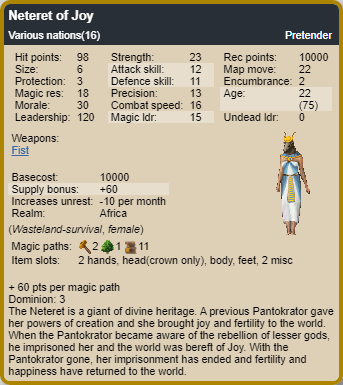 Neteret of Joy
Various nations(16) Pretender
Hit points: 98 Strength: 23 Rec points: 10000
Size: 6 Attack skill: 12 Map move: 22
Protection: 3 Defence skill: 11 Encumbrance: 2
Magic res: 18 Precision: 13 Age: 22
Morale: 30 Combat speed: 16 (75)
Leadership: 120 Magic ldr: 15 Undead ldr: 0
Weapons:
Fist
Basecost: 10000
Supply bonus: +60
Increases unrest: -10 per month
Realm: Africa
(Wasteland-survival, female)
Magic paths: 2 1 11
Item slots: 2 hands, head(crown only), body, feet, 2 misc
+ 60 pts per magic path
Dominion: 3
The Neteret is a giant of divine heritage. A previous Pantokrator gave
her powers of creation and she brought joy and fertility to the world.
When the Pantokrator became aware of the rebellion of lesser gods,
he imprisoned her and the world was bereft of Joy. With the
Pantokrator gone, her imprisonment has ended and fertility and
happiness have returned to the world.